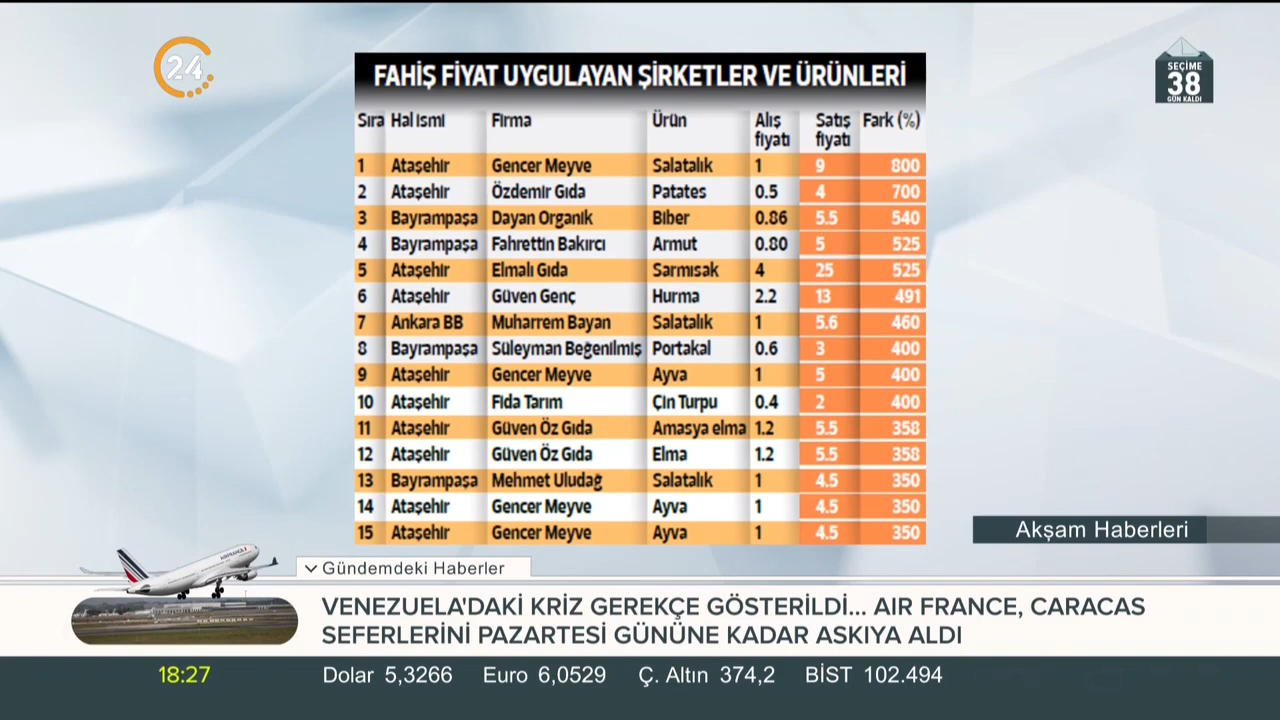 24
SEÇİME
38
GÜN KALDI
FAHİŞ FİYAT UYGULAYAN ŞİRKETLER VE ÜRÜNLERİ
Sıra Hal ismi Firma Ürün Alış fiyatı Satış fiyatı Fark (%)
1 Ataşehir Gencer Meyve Salatalık 1 9 800
2 Ataşehir Özdemir Gıda Patates 0.5 4 700
3 Bayrampaşa Dayan Organik Biber 0.86 5.5 540
4 Bayrampaşa Fahrettin Bakırcı Armut 0.80 5 525
5 Ataşehir Elmalı Gıda Sarmısak 4 25 525
6 Ataşehir Güven Genç Hurma 2.2 13 491
7 Ankara BB Muharrem Bayan Salatalık 1 5.6 460
8 Bayrampaşa Süleyman Beğenilmiş Portakal 0.6 3 400
9 Ataşehir Gencer Meyve Ayva 1 5 400
10 Ataşehir Fida Tarım Çin Turpu 0.4 2 400
11 Ataşehir Güven Öz Gıda Amasya elma 1.2 5.5 358
12 Ataşehir Güven Öz Gıda Elma 1.2 5.5 358
13 Bayrampaşa Mehmet Uludağ Salatalık 1 4.5 350
14 Ataşehir Gencer Meyve Ayva 1 4.5 350
15 Ataşehir Gencer Meyve Ayva 1 4.5 350
Akşam Haberleri
AIRFRANCE
Gündemdeki Haberler
VENEZUELA'DAKİ KRİZ GEREKÇE GÖSTERİLDİ... AIR FRANCE, CARACAS
SEFERLERİNİ PAZARTESİ GÜNÜNE KADAR ASKIYA ALDI
18:27 Dolar 5,3266 Euro 6,0529 Ç. Altın 374,2 BİST 102.494